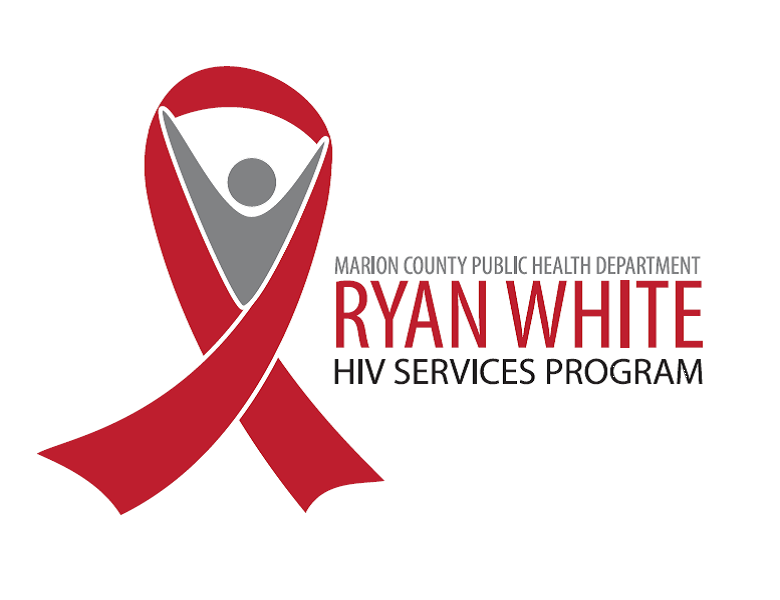 MARION COUNTY PUBLIC HEALTH DEPARTMENT
RYAN WHITE
HIV SERVICES PROGRAM